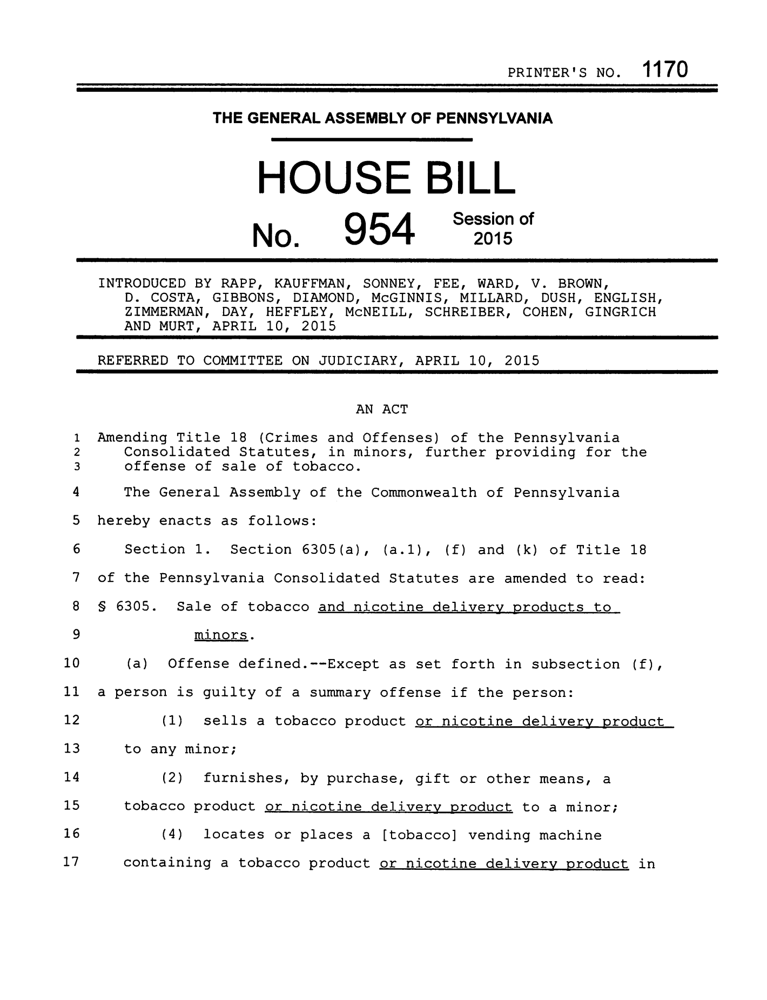 PRINTER'S NO. 1170
THE GENERAL ASSEMBLY OF PENNSYLVANIA
HOUSE BILL
No. 954 Session of
2015
INTRODUCED BY RAPP, KAUFFMAN, SONNEY, FEE, WARD, V. BROWN,
D. COSTA, GIBBONS, DIAMOND, McGINNIS, MILLARD, DUSH, ENGLISH,
ZIMMERMAN, DAY, HEFFLEY, McNEILL, SCHREIBER, COHEN, GINGRICH
AND MURT, APRIL 10, 2015
REFERRED TO COMMITTEE ON JUDICIARY, APRIL 10, 2015
AN ACT
1 Amending Title 18 (Crimes and Offenses) of the Pennsylvania
2 Consolidated Statutes, in minors, further providing for the
3 offense of sale of tobacco.
4 The General Assembly of the Commonwealth of Pennsylvania
5 hereby enacts as follows:
6 Section 1. Section 6305(a), (a.1), (f) and (k) of Title 18
7 of the Pennsylvania Consolidated Statutes are amended to read:
8 § 6305. Sale of tobacco and nicotine delivery products to
9 minors.
10 (a) Offense defined.--Except as set forth in subsection (f),
11 a person is guilty of a summary offense if the person:
12 (1) sells a tobacco product or nicotine delivery product
13 to any minor;
14 (2) furnishes, by purchase, gift or other means, a
15 tobacco product or nicotine delivery product to a minor;
16 (4) locates or places a [tobacco] vending machine
17 containing a tobacco product or nicotine delivery product in